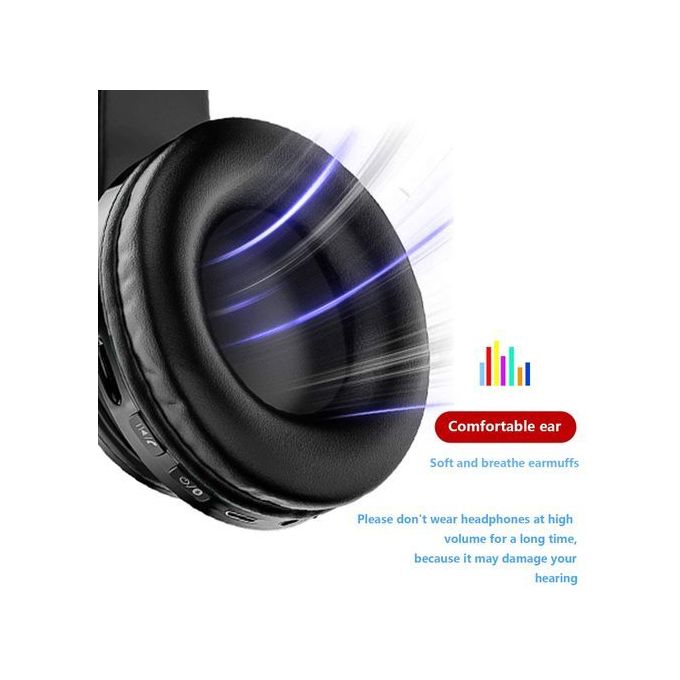 Comfortable ear
Soft and breathe earmuffs
Please don't wear headphones at high
volume for a long time,
because it may damage your
hearing